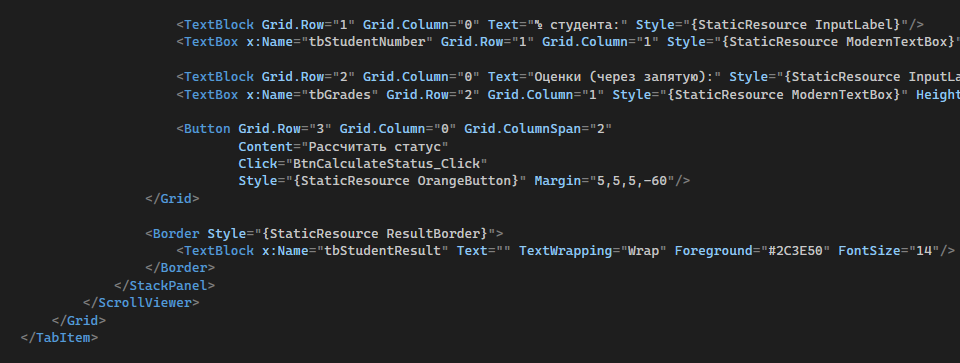 <TextBlock Grid.Row="1" Grid.Column="0" Text="№ студента:" Style="{StaticResource InputLabel}"/>
<TextBox x:Name="tbStudentNumber" Grid.Row="1" Grid.Column="1" Style="{StaticResource ModernTextBox}"
<TextBlock Grid.Row="2" Grid.Column="0" Text="Оценки (через запятую):" Style="{StaticResource InputLa
<TextBox x:Name="tbGrades" Grid.Row="2" Grid.Column="1" Style="{StaticResource ModernTextBox}" Height
<Button Grid.Row="3" Grid.Column="0" Grid.ColumnSpan="2"
Content="Рассчитать статус"
Click="BtnCalculateStatus_Click"
Style="{StaticResource OrangeButton}" Margin="5,5,5,-60"/>
</Grid>
<Border Style="{StaticResource ResultBorder}">
<TextBlock x:Name="tbStudentResult" Text="" TextWrapping="Wrap" Foreground="#2C3E50" FontSize="14"/>
</Border>
</StackPanel>
</ScrollViewer>
</Grid>
</TabItem>